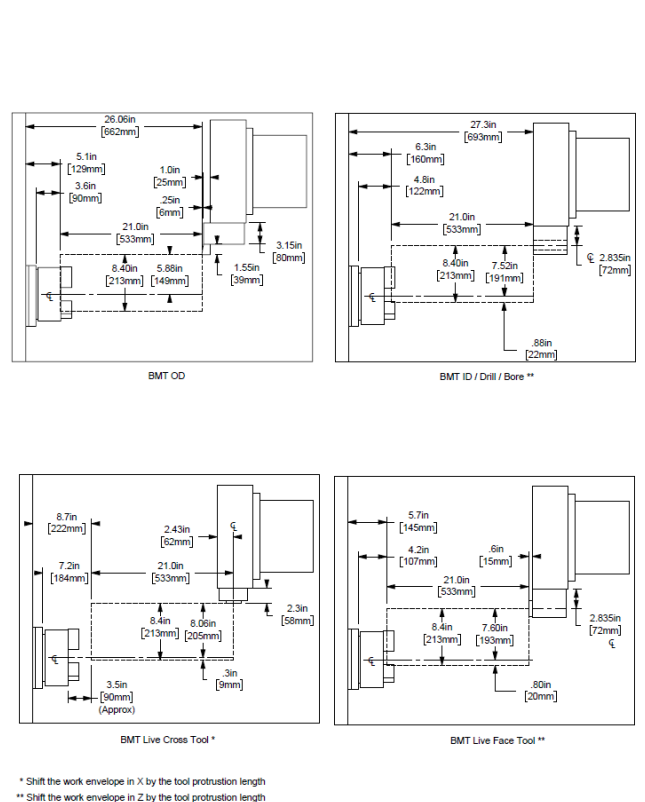 26.06in
[662mm]
5.1in
[129mm]
3.6in
[90mm]
1.0in
[25mm]
.25in
[6mm]
21.0in
[533mm]
3.15in
[80mm]
8.40in
[213mm]
5.88in
[149mm]
1.55in
[39mm]
℄
BMT OD
27.3in
[693mm]
6.3in
[160mm]
4.8in
[122mm]
21.0in
[533mm]
℄ 2.835in
[72mm]
8.40in
[213mm]
7.52in
[191mm]
℄
.88in
[22mm]
BMT ID / Drill / Bore **
8.7in
[222mm]
2.43in
[62mm]
℄
7.2in
[184mm]
21.0in
[533mm]
2.3in
[58mm]
8.4in
[213mm]
8.06in
[205mm]
℄
.3in
[9mm]
3.5in
[90mm]
(Approx)
BMT Live Cross Tool *
5.7in
[145mm]
4.2in
[107mm]
.6in
[15mm]
21.0in
[533mm]
2.835in
[72mm]
℄
8.4in
[213mm]
7.60in
[193mm]
℄
.80in
[20mm]
BMT Live Face Tool **
* Shift the work envelope in X by the tool protrustion length
** Shift the work envelope in Z by the tool protrustion length